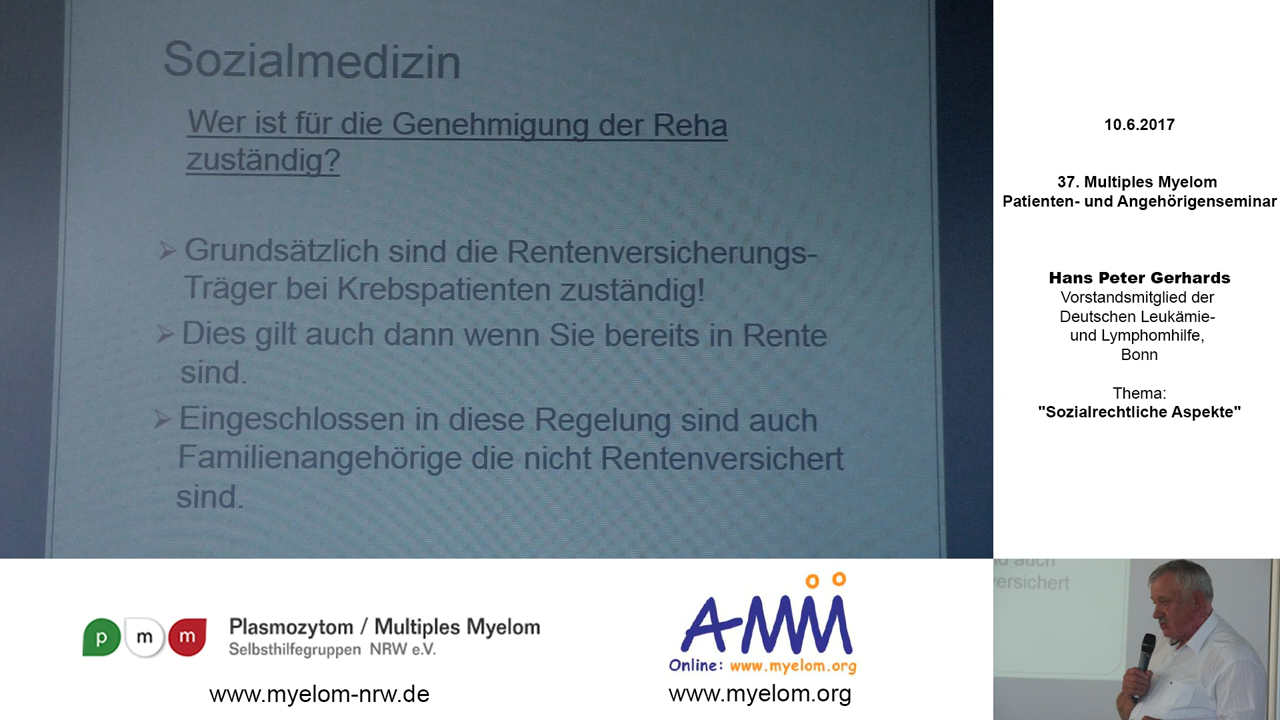 Sozialmedizin
Wer ist für die Genehmigung der Reha
zuständig?
➢ Grundsätzlich sind die Rentenversicherungs-
Träger bei Krebspatienten zuständig!
➢ Dies gilt auch dann wenn Sie bereits in Rente
sind.
➢ Eingeschlossen in diese Regelung sind auch
Familienangehörige die nicht Rentenversichert
sind.
10.6.2017
37. Multiples Myelom
Patienten- und Angehörigenseminar
Hans Peter Gerhards
Vorstandsmitglied der
Deutschen Leukämie-
und Lymphomhilfe,
Bonn
Thema:
"Sozialrechtliche Aspekte"
auch
versichert
p m m
Plasmozytom / Multiples Myelom
Selbsthilfegruppen NRW e.V.
www.myelom-nrw.de
AMM
Online: www.myelom.org
www.myelom.org